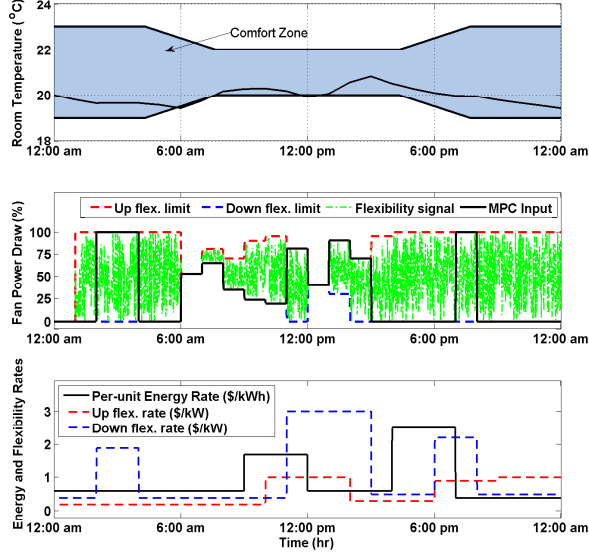 Room Temperature (°C)
24
22
20
18
Comfort Zone
12:00 am 6:00 am 12:00 pm 6:00 pm 12:00 am
Fan Power Draw (%)
Up flex. limit Down flex. limit Flexibility signal MPC Input
100
75
50
25
0
12:00 am 6:00 am 12:00 pm 6:00 pm 12:00 am
Energy and Flexibility Rates
Per-unit Energy Rate ($/kWh)
Up flex. rate ($/kW)
Down flex. rate ($/kW)
3
2
1
0
12:00 am 6:00 am 12:00 pm 6:00 pm 12:00 am
Time (hr)